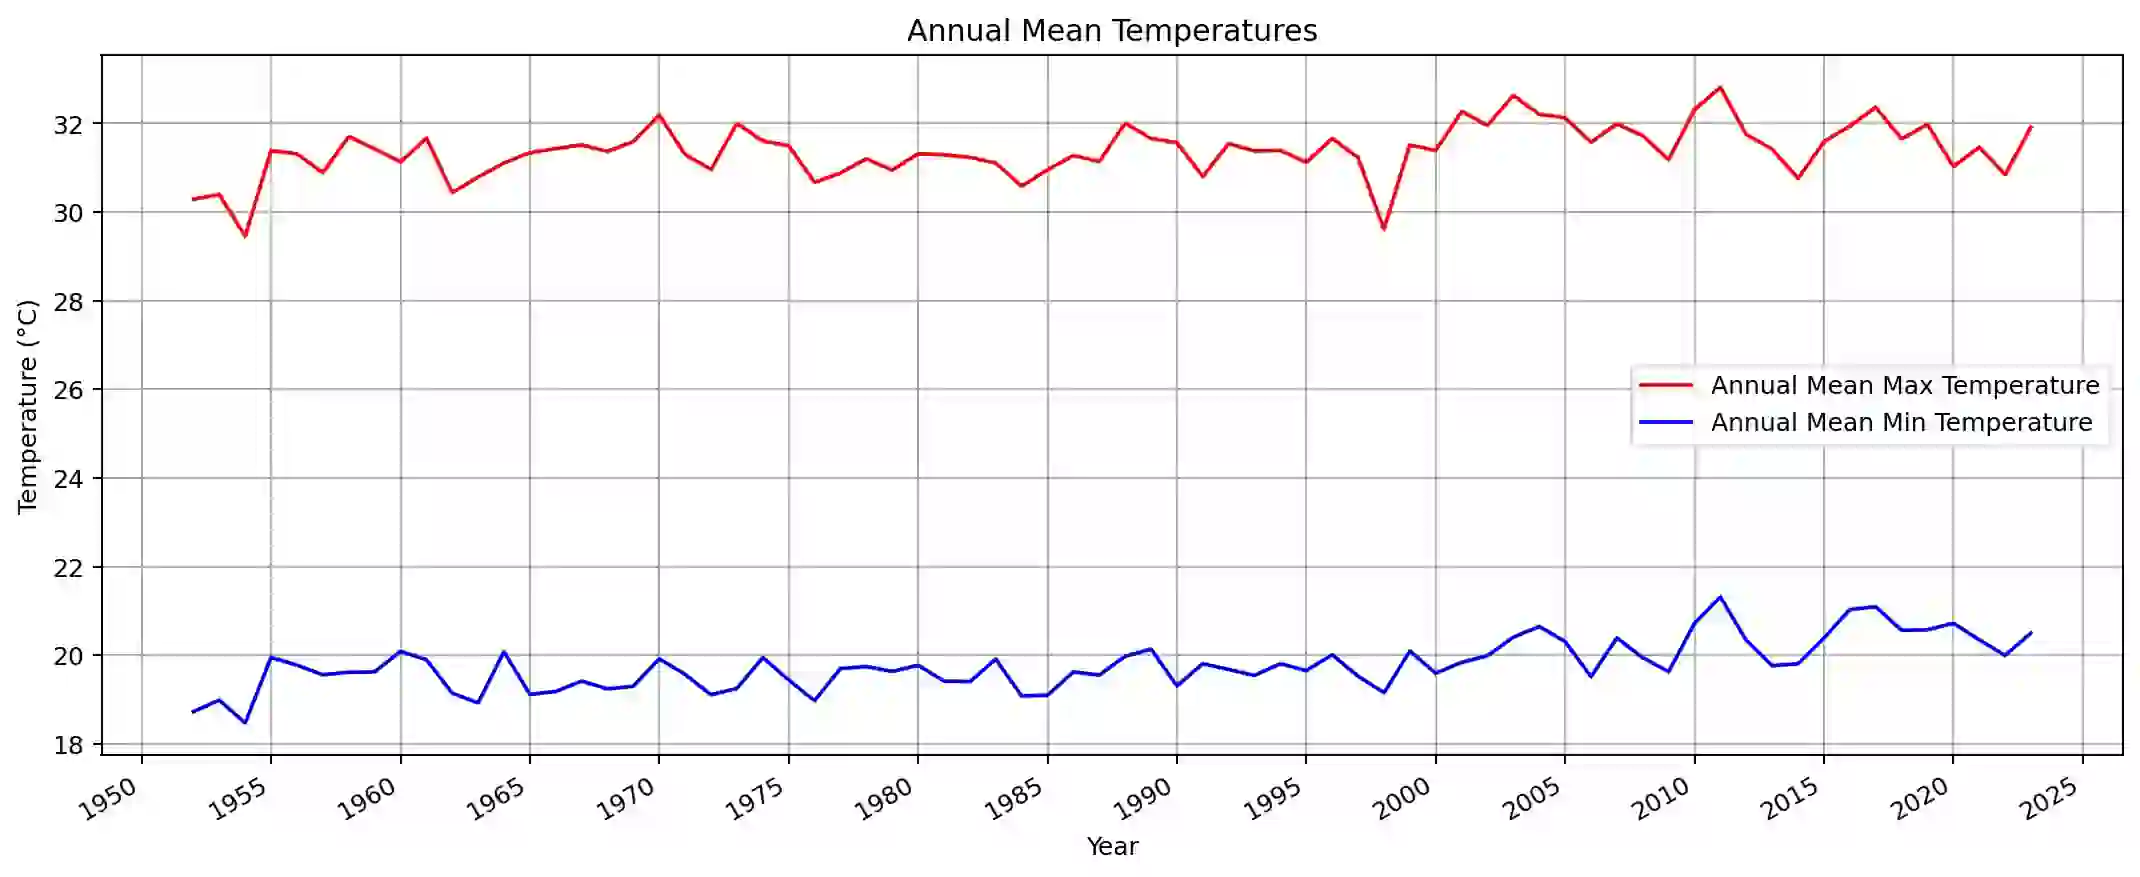 Annual Mean Temperatures
Temperature (°C)
32
30
28
26
24
22
20
18
Annual Mean Max Temperature
Annual Mean Min Temperature
1950 1955 1960 1965 1970 1975 1980 1985 1990 1995 2000 2005 2010 2015 2020 2025
Year